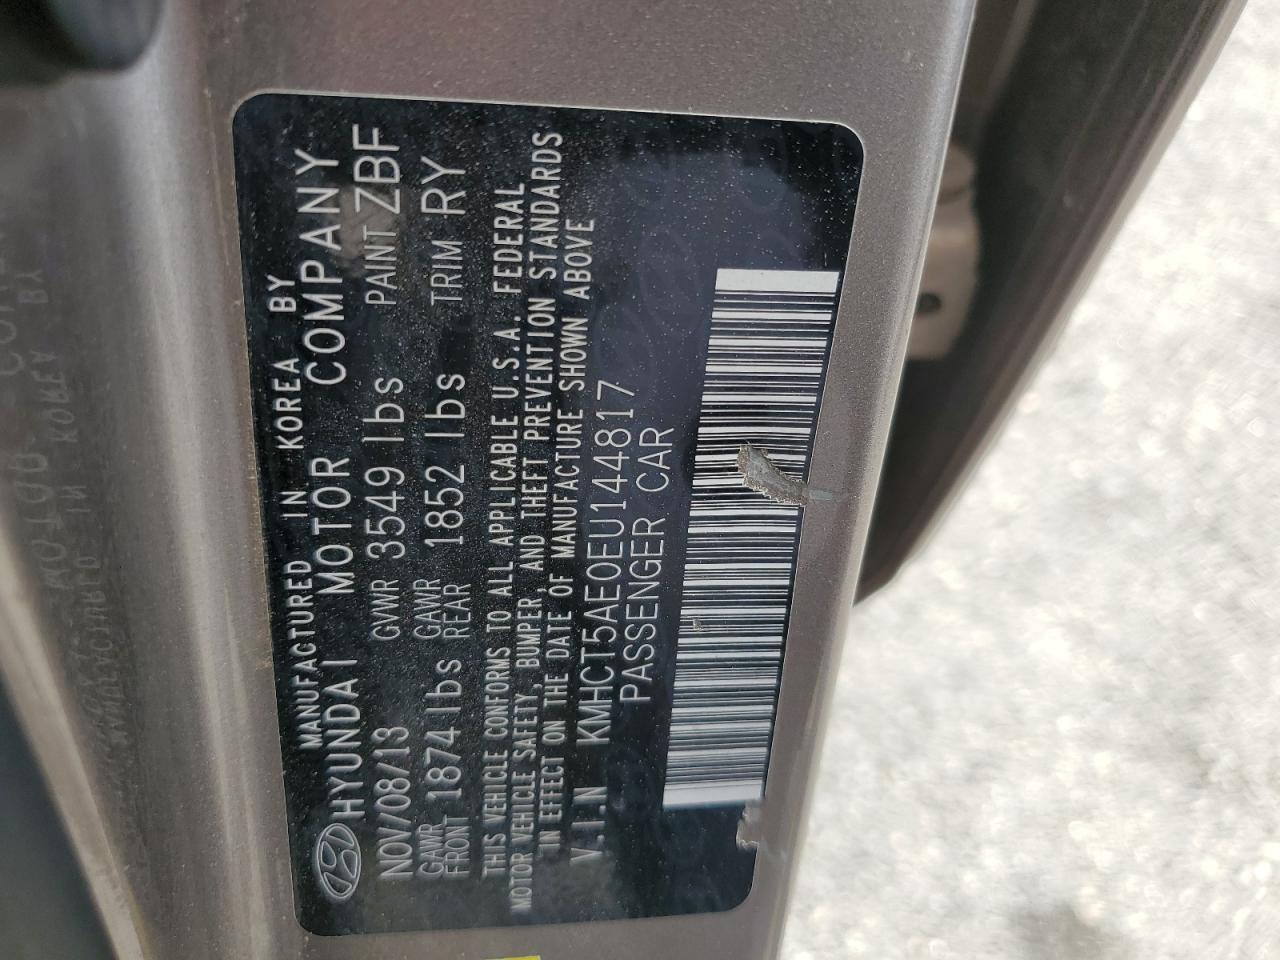 MANUFACTURED IN KOREA BY
HYUNDAI MOTOR COMPANY
NOV/08/13 GVWR 3549 lbs PAINT ZBF
GAWR FRONT 1874 lbs GAWR REAR 1852 lbs TRIM RY
THIS VEHICLE CONFORMS TO ALL APPLICABLE U.S.A. FEDERAL
MOTOR VEHICLE SAFETY, BUMPER, AND THEFT PREVENTION STANDARDS
IN EFFECT ON THE DATE OF MANUFACTURE SHOWN ABOVE
V.I.N KMHCT5AE0EU144817
PASSENGER CAR